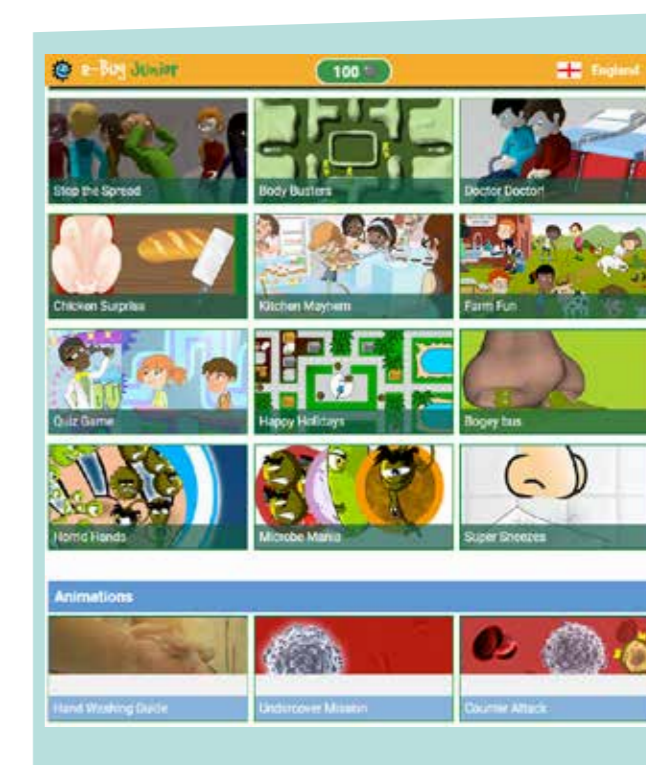 e-Bug Junior
100
England
Stop the Spread
Body Busters
Doctor Doctor!
Chicken Surprise
Kitchen Mayhem
Farm Fun
Quiz Game
Happy Holidays
Bogey bus
Horrid Hands
Microbe Mania
Super Sneezes
Animations
Hand Washing Guide
Undercover Mission
Counter Attack